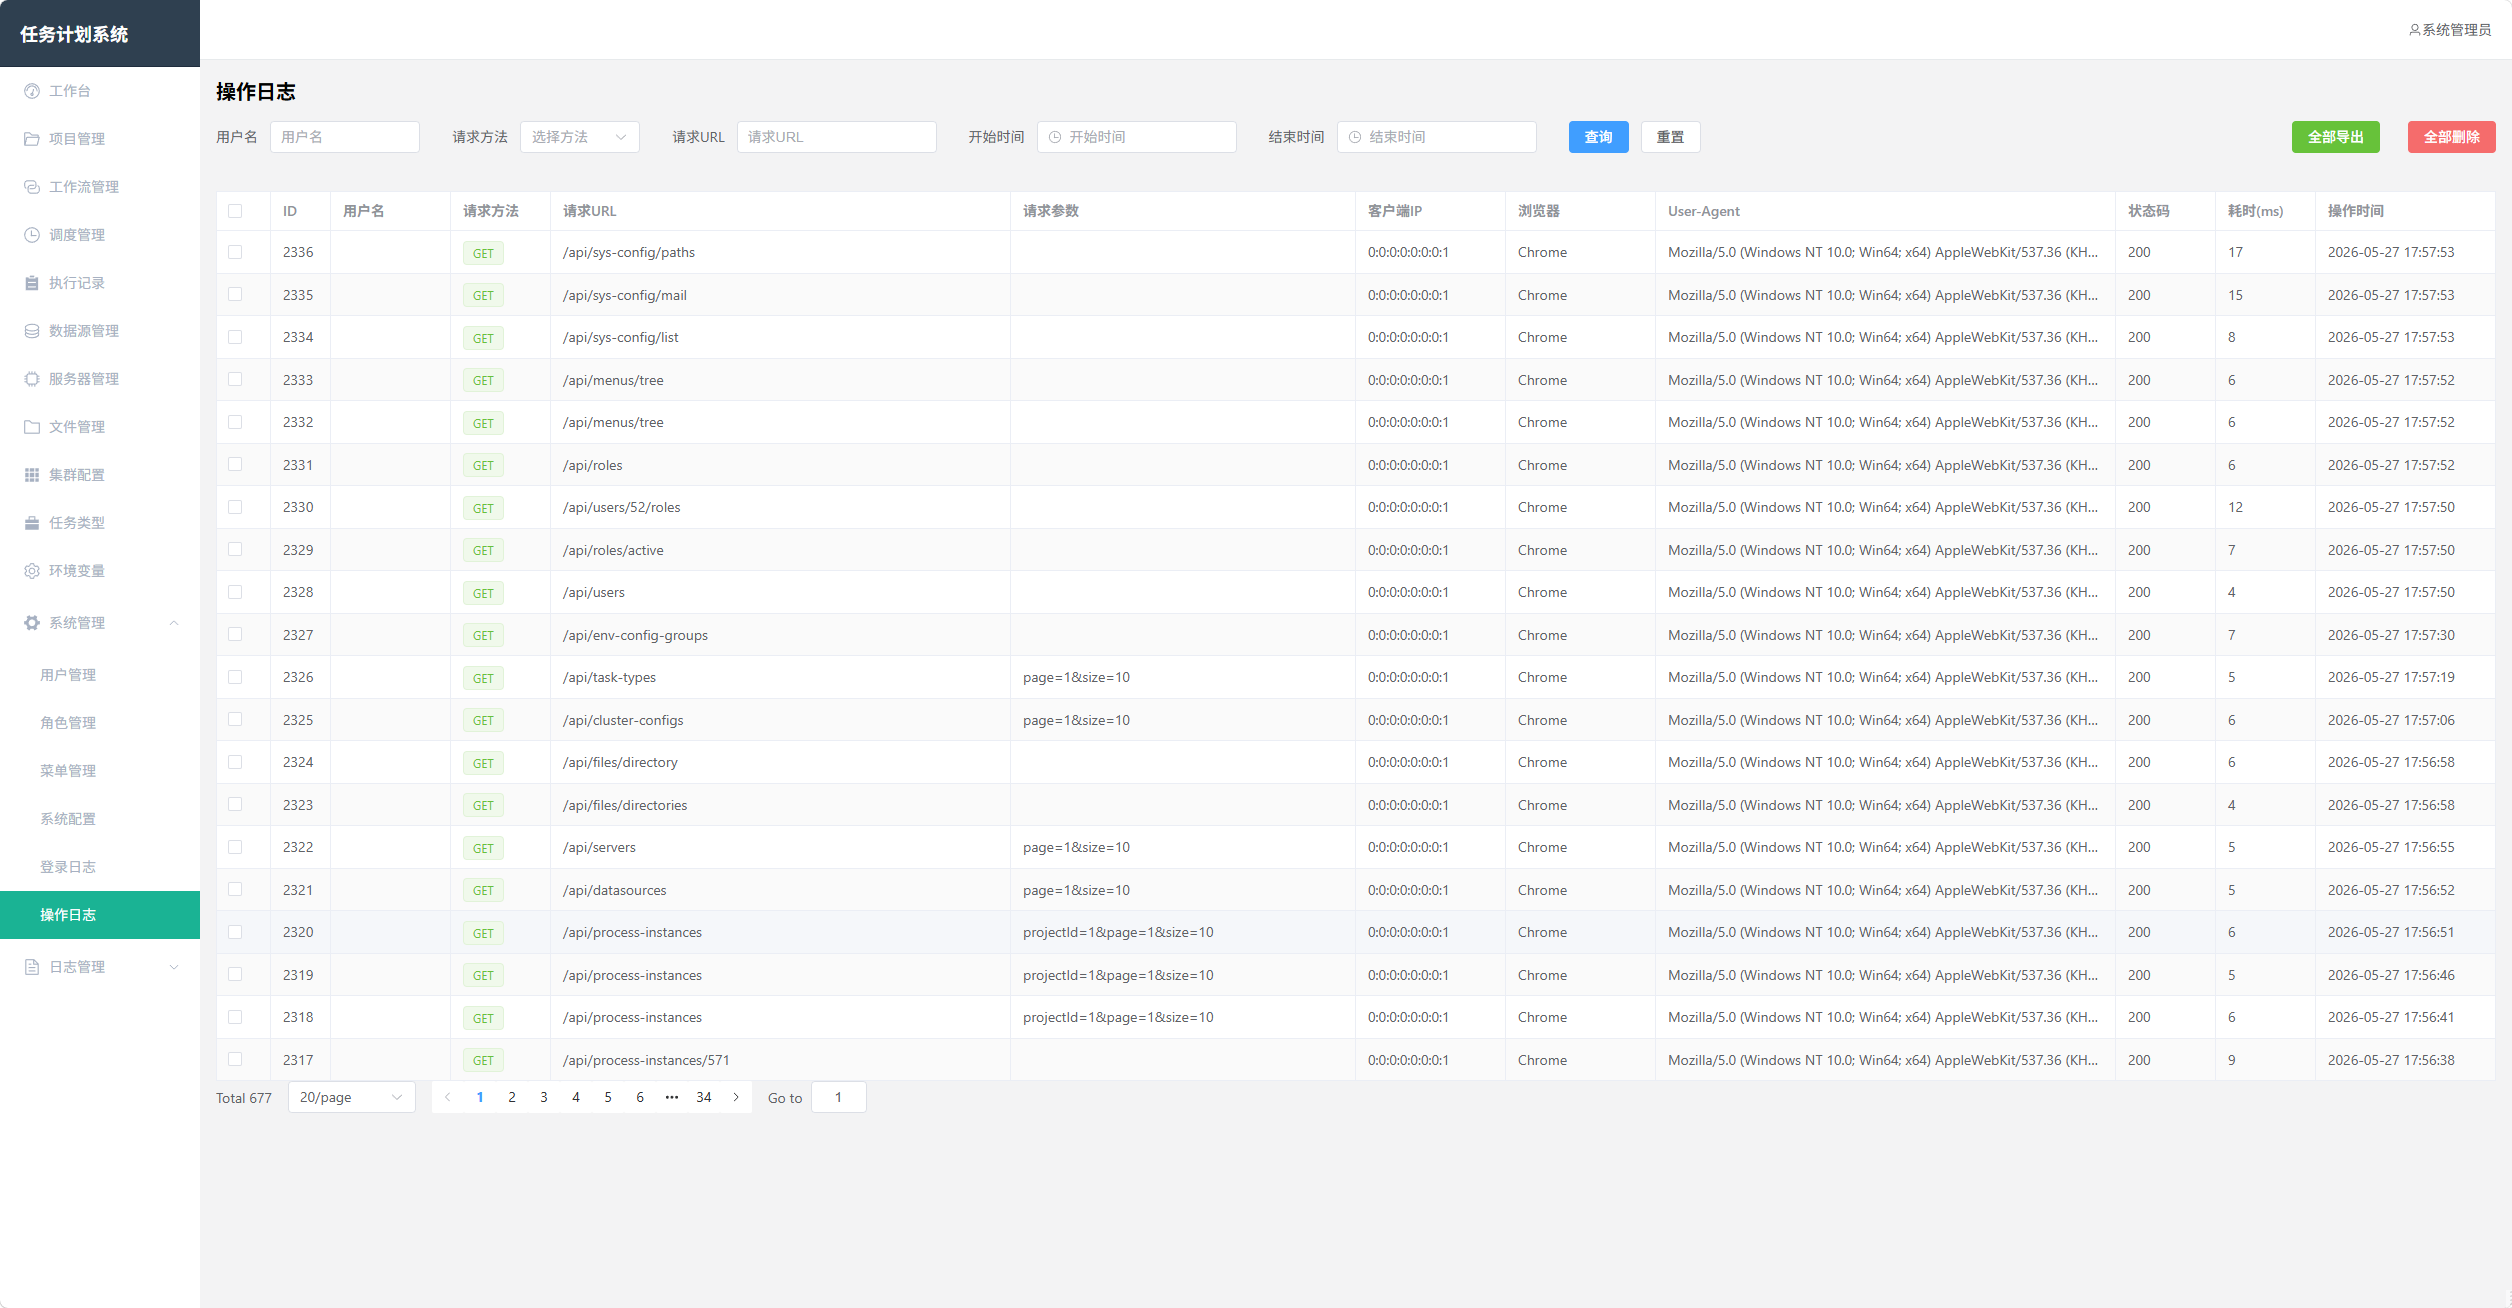 任务计划系统
系统管理员
工作台
项目管理
工作流管理
调度管理
执行记录
数据源管理
服务器管理
文件管理
集群配置
任务类型
环境变量
系统管理
用户管理
角色管理
菜单管理
系统配置
登录日志
操作日志
日志管理
操作日志
用户名 用户名 请求方法 选择方法 请求URL 请求URL 开始时间 开始时间 结束时间 结束时间 查询 重置 全部导出 全部删除
ID 用户名 请求方法 请求URL 请求参数 客户端IP 浏览器 User-Agent 状态码 耗时(ms) 操作时间
2336 GET /api/sys-config/paths 0:0:0:0:0:0:0:1 Chrome Mozilla/5.0 (Windows NT 10.0; Win64; x64) AppleWebKit/537.36 (KH... 200 17 2026-05-27 17:57:53
2335 GET /api/sys-config/mail 0:0:0:0:0:0:0:1 Chrome Mozilla/5.0 (Windows NT 10.0; Win64; x64) AppleWebKit/537.36 (KH... 200 15 2026-05-27 17:57:53
2334 GET /api/sys-config/list 0:0:0:0:0:0:0:1 Chrome Mozilla/5.0 (Windows NT 10.0; Win64; x64) AppleWebKit/537.36 (KH... 200 8 2026-05-27 17:57:53
2333 GET /api/menus/tree 0:0:0:0:0:0:0:1 Chrome Mozilla/5.0 (Windows NT 10.0; Win64; x64) AppleWebKit/537.36 (KH... 200 6 2026-05-27 17:57:52
2332 GET /api/menus/tree 0:0:0:0:0:0:0:1 Chrome Mozilla/5.0 (Windows NT 10.0; Win64; x64) AppleWebKit/537.36 (KH... 200 6 2026-05-27 17:57:52
2331 GET /api/roles 0:0:0:0:0:0:0:1 Chrome Mozilla/5.0 (Windows NT 10.0; Win64; x64) AppleWebKit/537.36 (KH... 200 6 2026-05-27 17:57:52
2330 GET /api/users/52/roles 0:0:0:0:0:0:0:1 Chrome Mozilla/5.0 (Windows NT 10.0; Win64; x64) AppleWebKit/537.36 (KH... 200 12 2026-05-27 17:57:50
2329 GET /api/roles/active 0:0:0:0:0:0:0:1 Chrome Mozilla/5.0 (Windows NT 10.0; Win64; x64) AppleWebKit/537.36 (KH... 200 7 2026-05-27 17:57:50
2328 GET /api/users 0:0:0:0:0:0:0:1 Chrome Mozilla/5.0 (Windows NT 10.0; Win64; x64) AppleWebKit/537.36 (KH... 200 4 2026-05-27 17:57:50
2327 GET /api/env-config-groups 0:0:0:0:0:0:0:1 Chrome Mozilla/5.0 (Windows NT 10.0; Win64; x64) AppleWebKit/537.36 (KH... 200 7 2026-05-27 17:57:30
2326 GET /api/task-types page=1&size=10 0:0:0:0:0:0:0:1 Chrome Mozilla/5.0 (Windows NT 10.0; Win64; x64) AppleWebKit/537.36 (KH... 200 5 2026-05-27 17:57:19
2325 GET /api/cluster-configs page=1&size=10 0:0:0:0:0:0:0:1 Chrome Mozilla/5.0 (Windows NT 10.0; Win64; x64) AppleWebKit/537.36 (KH... 200 6 2026-05-27 17:57:06
2324 GET /api/files/directory 0:0:0:0:0:0:0:1 Chrome Mozilla/5.0 (Windows NT 10.0; Win64; x64) AppleWebKit/537.36 (KH... 200 6 2026-05-27 17:56:58
2323 GET /api/files/directories 0:0:0:0:0:0:0:1 Chrome Mozilla/5.0 (Windows NT 10.0; Win64; x64) AppleWebKit/537.36 (KH... 200 4 2026-05-27 17:56:58
2322 GET /api/servers page=1&size=10 0:0:0:0:0:0:0:1 Chrome Mozilla/5.0 (Windows NT 10.0; Win64; x64) AppleWebKit/537.36 (KH... 200 5 2026-05-27 17:56:55
2321 GET /api/datasources page=1&size=10 0:0:0:0:0:0:0:1 Chrome Mozilla/5.0 (Windows NT 10.0; Win64; x64) AppleWebKit/537.36 (KH... 200 5 2026-05-27 17:56:52
2320 GET /api/process-instances projectId=1&page=1&size=10 0:0:0:0:0:0:0:1 Chrome Mozilla/5.0 (Windows NT 10.0; Win64; x64) AppleWebKit/537.36 (KH... 200 6 2026-05-27 17:56:51
2319 GET /api/process-instances projectId=1&page=1&size=10 0:0:0:0:0:0:0:1 Chrome Mozilla/5.0 (Windows NT 10.0; Win64; x64) AppleWebKit/537.36 (KH... 200 5 2026-05-27 17:56:46
2318 GET /api/process-instances projectId=1&page=1&size=10 0:0:0:0:0:0:0:1 Chrome Mozilla/5.0 (Windows NT 10.0; Win64; x64) AppleWebKit/537.36 (KH... 200 6 2026-05-27 17:56:41
2317 GET /api/process-instances/571 0:0:0:0:0:0:0:1 Chrome Mozilla/5.0 (Windows NT 10.0; Win64; x64) AppleWebKit/537.36 (KH... 200 9 2026-05-27 17:56:38
Total 677 20/page 1 2 3 4 5 6 ••• 34 Go to 1